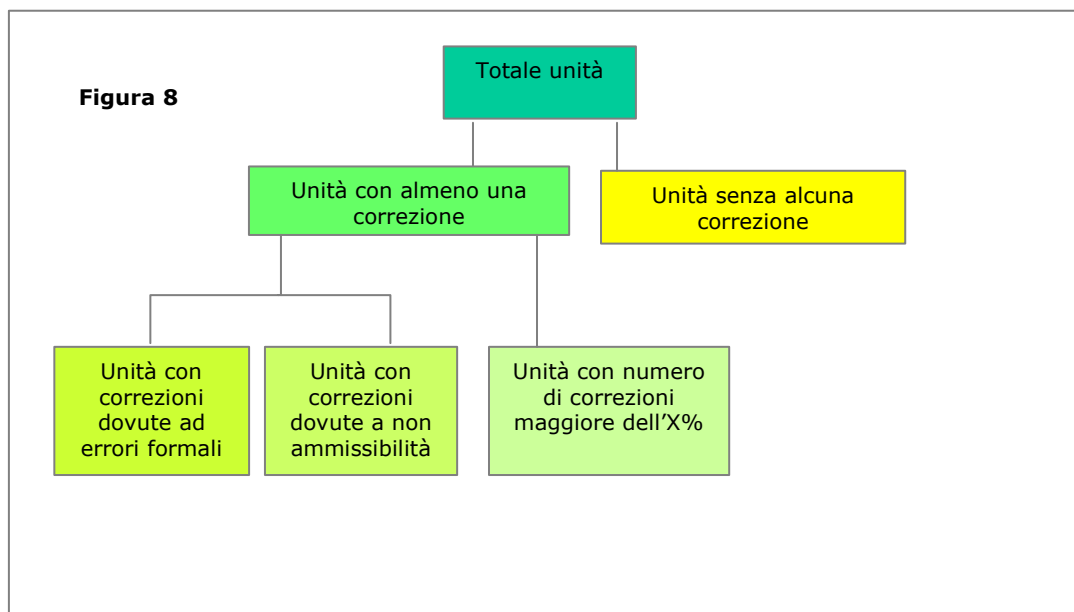 Totale unità
Figura 8
Unità con almeno una
correzione
Unità senza alcuna
correzione
Unità con
correzioni
dovute ad
errori formali
Unità con
correzioni
dovute a non
ammissibilità
Unità con numero
di correzioni
maggiore dell’X%